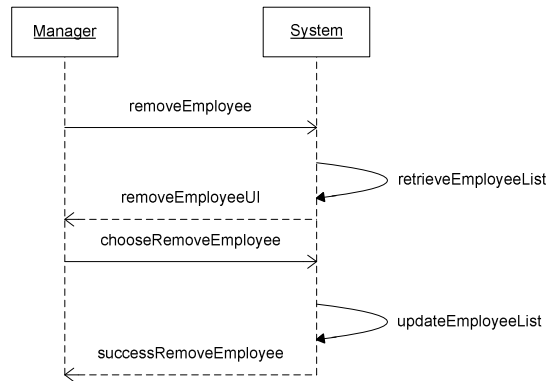 Manager
System
removeEmployee
retrieveEmployeeList
removeEmployeeUI
chooseRemoveEmployee
updateEmployeeList
successRemoveEmployee